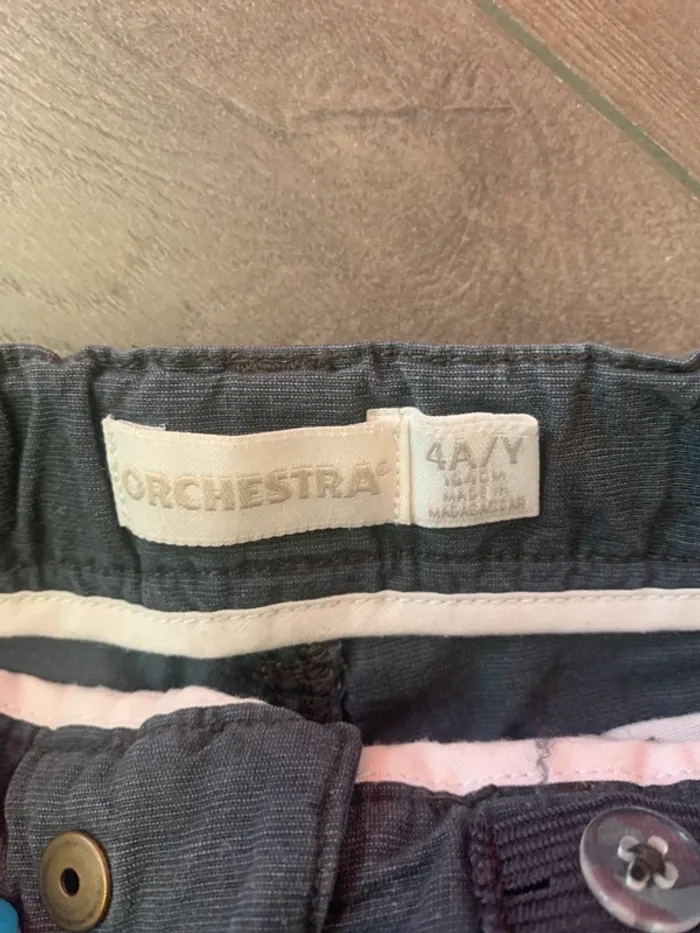 ORCHESTRA
4A/Y
104CM
MADE IN
MADAGASCAR